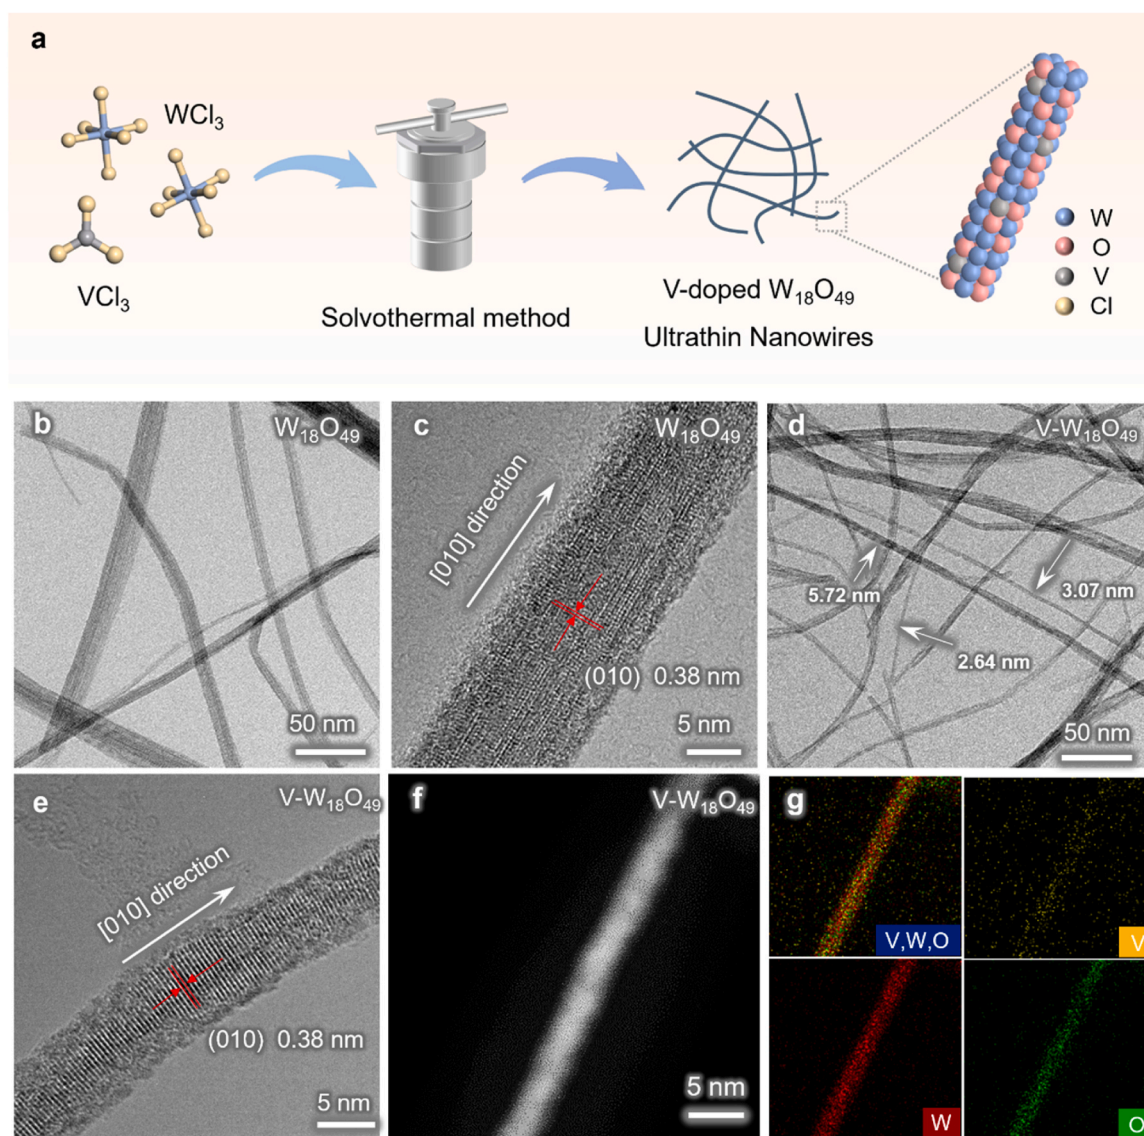 a
WCl₃
VCl₃
Solvothermal method
V-doped W₁₈O₄₉
Ultrathin Nanowires
W
O
V
Cl
b
W₁₈O₄₉
50 nm
c
W₁₈O₄₉
[010] direction
(010) 0.38 nm
5 nm
d
V-W₁₈O₄₉
5.72 nm
3.07 nm
2.64 nm
50 nm
e
V-W₁₈O₄₉
[010] direction
(010) 0.38 nm
5 nm
f
V-W₁₈O₄₉
5 nm
g
V,W,O
V
W
O